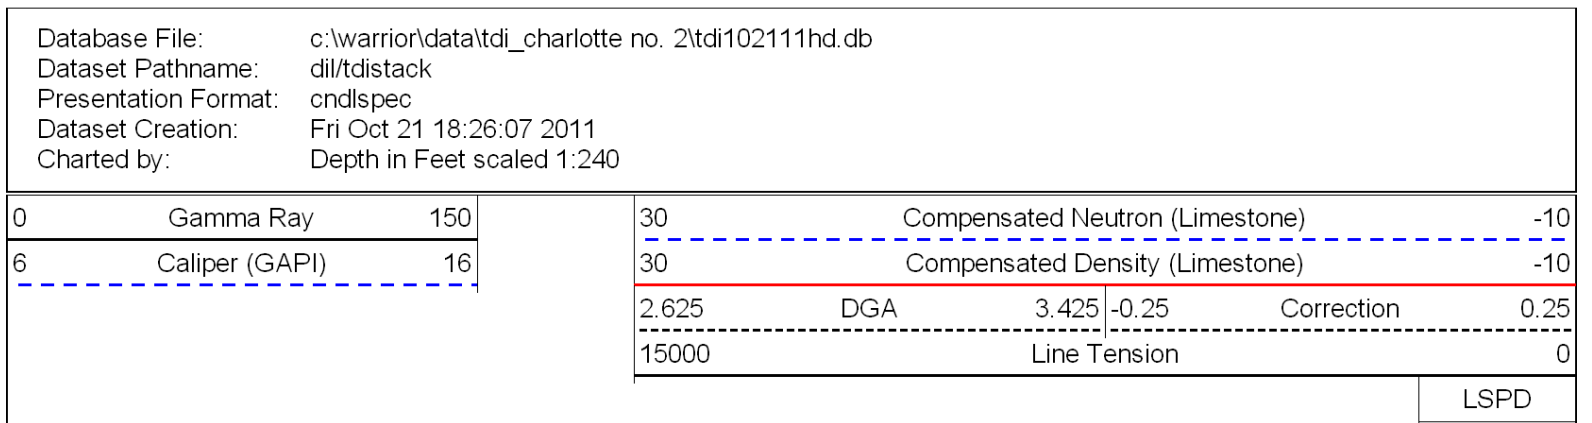 Database File: c:\warrior\data\tdi_charlotte no. 2\tdi102111hd.db
Dataset Pathname: dil/tdistack
Presentation Format: cndlspec
Dataset Creation: Fri Oct 21 18:26:07 2011
Charted by: Depth in Feet scaled 1:240
0 Gamma Ray 150
6 Caliper (GAPI) 16
30 Compensated Neutron (Limestone) -10
30 Compensated Density (Limestone) -10
2.625 DGA 3.425 -0.25 Correction 0.25
15000 Line Tension 0
LSPD